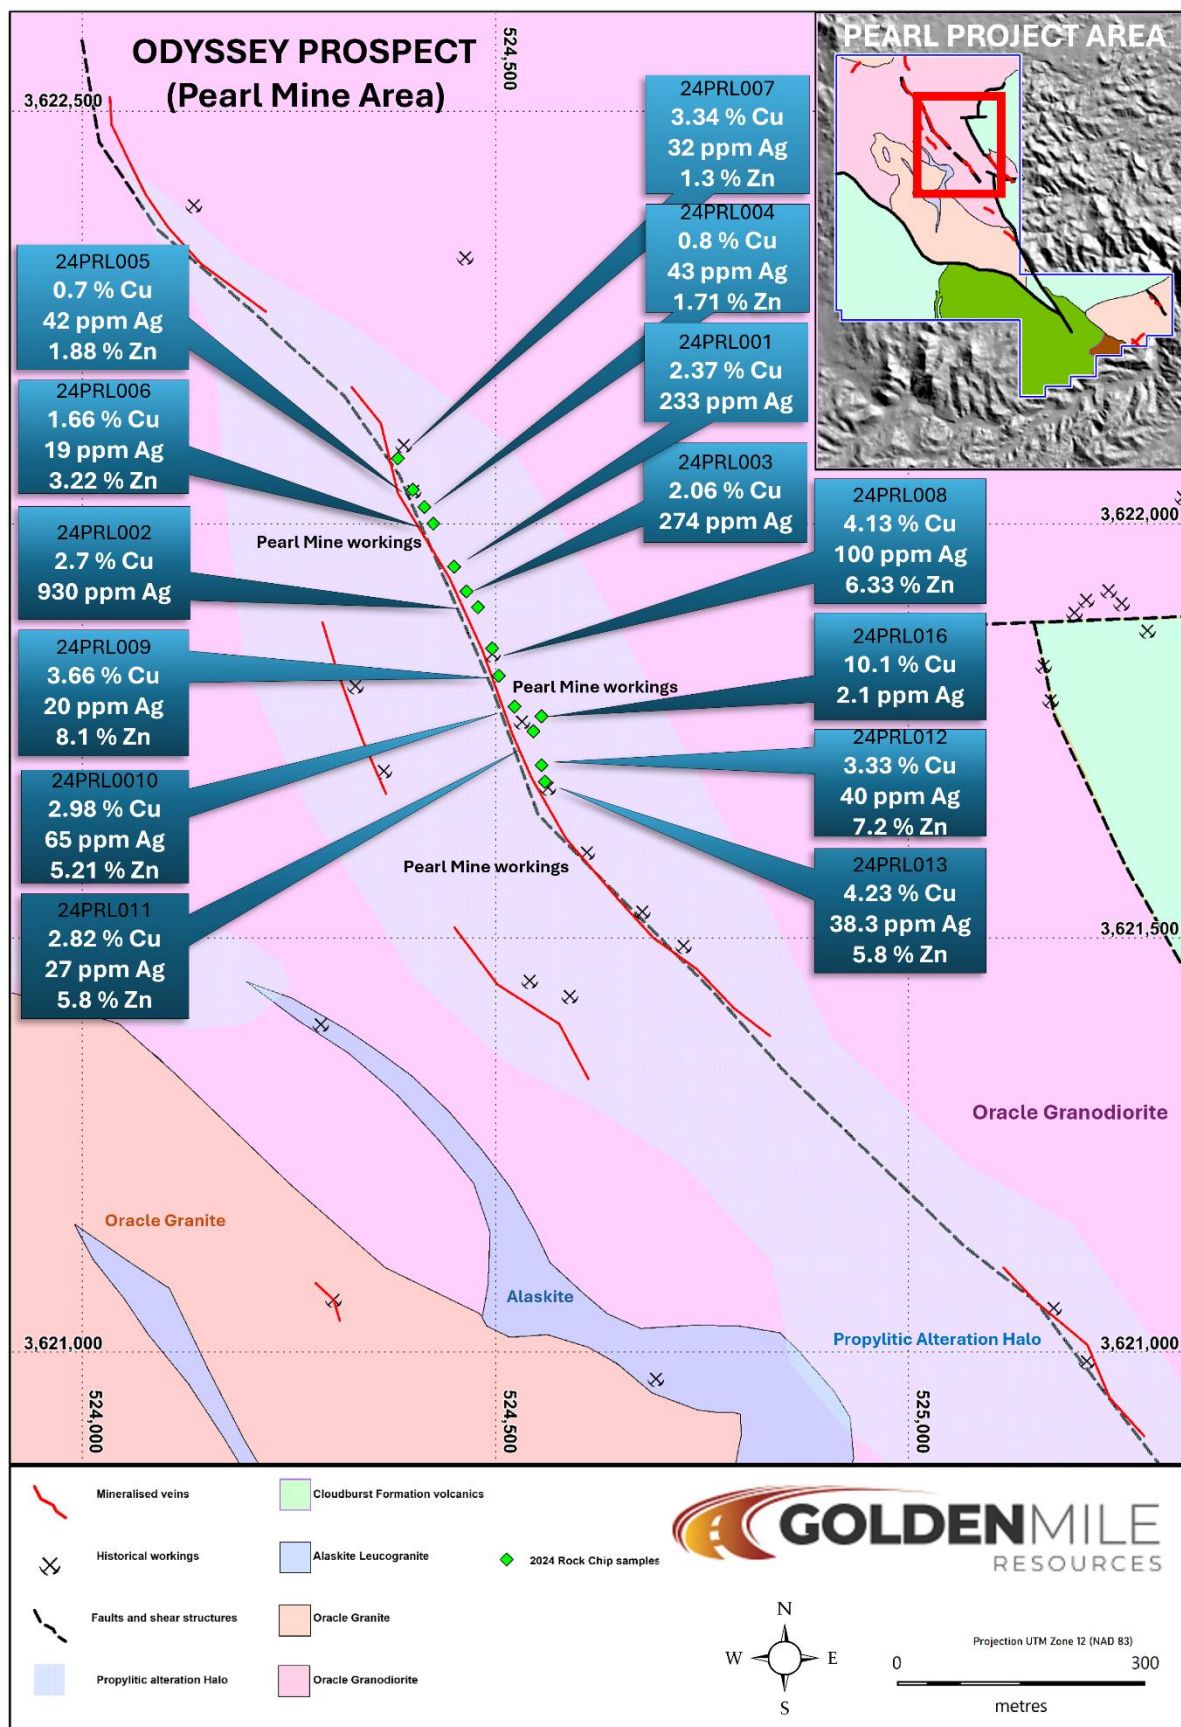 ODYSSEY PROSPECT
(Pearl Mine Area)
524,500
PEARL PROJECT AREA
3,622,500
24PRL007
3.34 % Cu
32 ppm Ag
1.3 % Zn
24PRL004
0.8 % Cu
43 ppm Ag
1.71 % Zn
24PRL005
0.7 % Cu
42 ppm Ag
1.88 % Zn
24PRL001
2.37 % Cu
233 ppm Ag
24PRL006
1.66 % Cu
19 ppm Ag
3.22 % Zn
24PRL003
2.06 % Cu
274 ppm Ag
24PRL008
4.13 % Cu
100 ppm Ag
6.33 % Zn
3,622,000
24PRL002
2.7 % Cu
930 ppm Ag
Pearl Mine workings
24PRL016
10.1 % Cu
2.1 ppm Ag
24PRL009
3.66 % Cu
20 ppm Ag
8.1 % Zn
Pearl Mine workings
24PRL012
3.33 % Cu
40 ppm Ag
7.2 % Zn
24PRL0010
2.98 % Cu
65 ppm Ag
5.21 % Zn
Pearl Mine workings
24PRL013
4.23 % Cu
38.3 ppm Ag
5.8 % Zn
24PRL011
2.82 % Cu
27 ppm Ag
5.8 % Zn
3,621,500
Oracle Granodiorite
Oracle Granite
Alaskite
Propylitic Alteration Halo
3,621,000
3,621,000
524,000
524,500
525,000
Mineralised veins
Historical workings
Faults and shear structures
Propylitic alteration Halo
Cloudburst Formation volcanics
Alaskite Leucogranite
Oracle Granite
Oracle Granodiorite
2024 Rock Chip samples
GOLDENMILE
RESOURCES
N
W E
S
Projection UTM Zone 12 (NAD 83)
0 300
metres